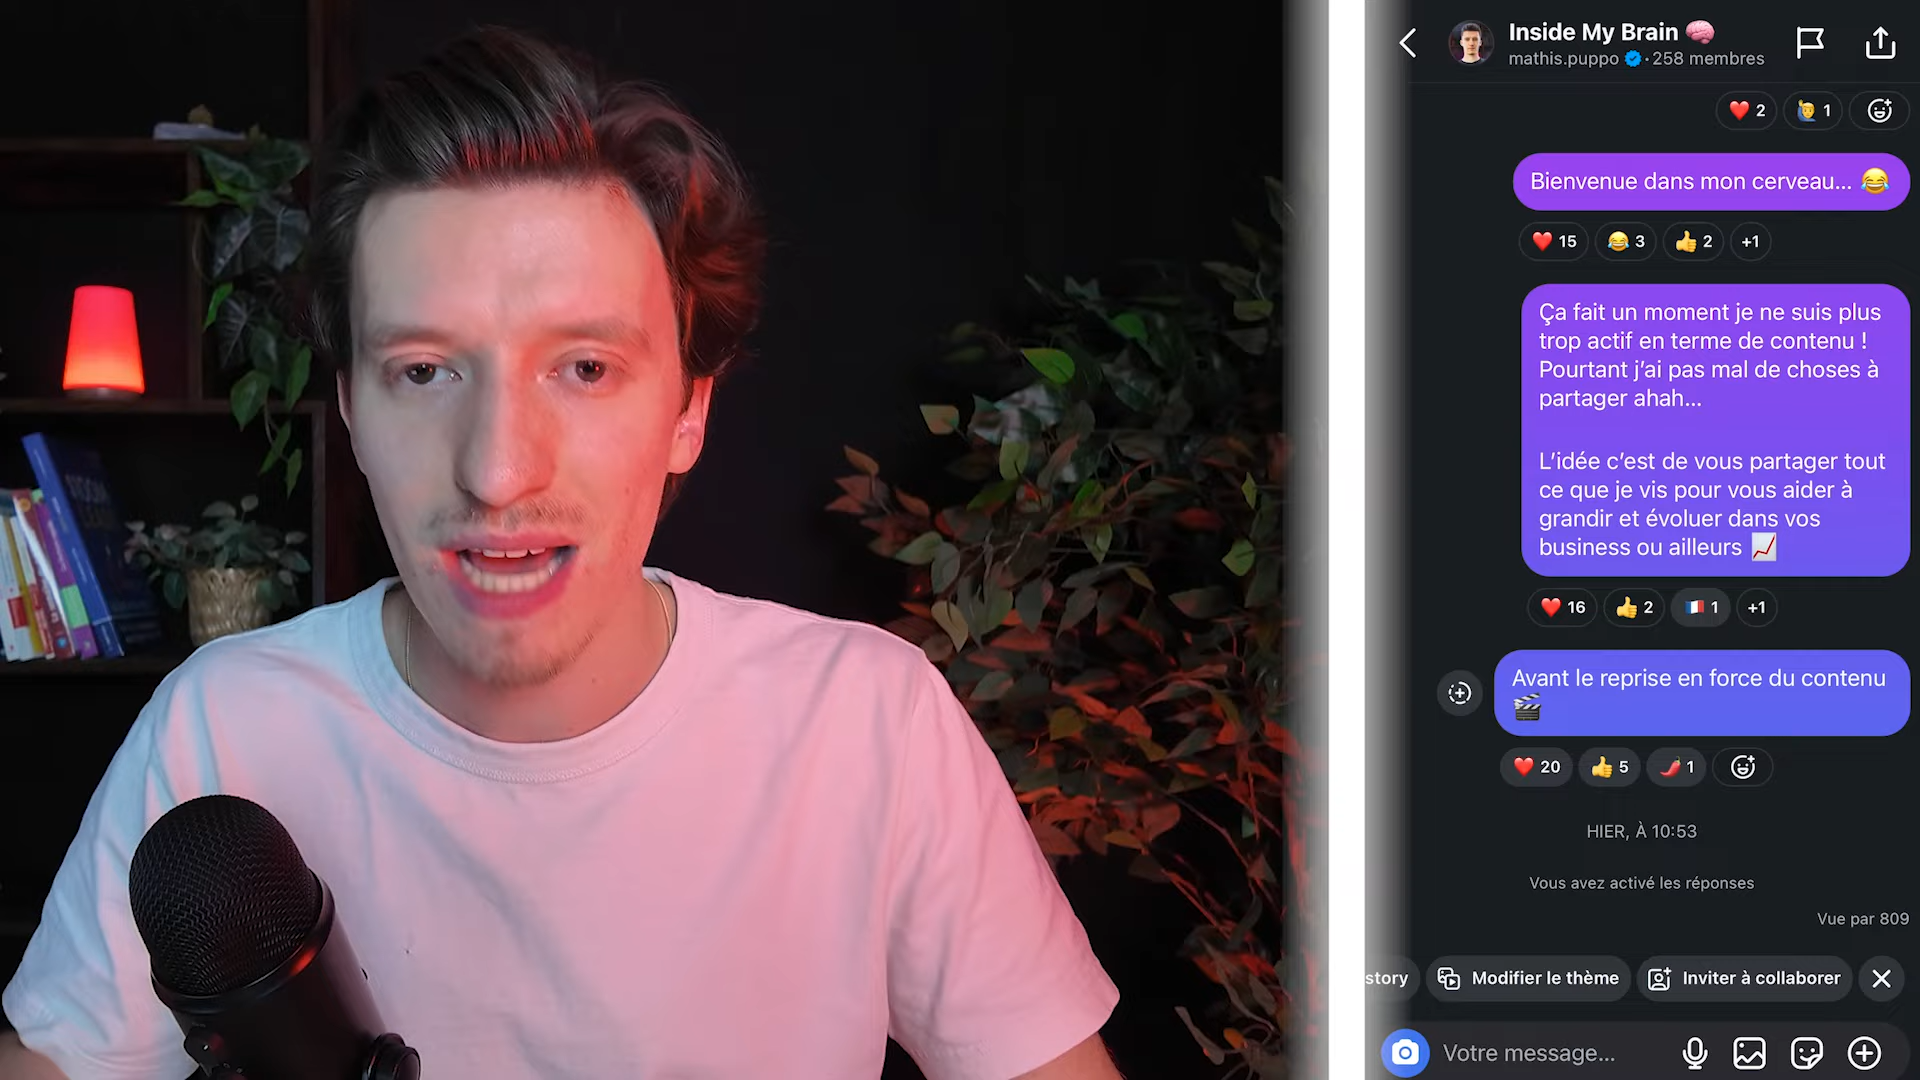 Inside My Brain 🧠
mathis.puppo · 258 membres
❤️ 2 🙋‍♂️ 1
Bienvenue dans mon cerveau... 😂
❤️ 15 😂 3 👍 2 +1
Ça fait un moment je ne suis plus
trop actif en terme de contenu !
Pourtant j'ai pas mal de choses à
partager ahah...
L'idée c'est de vous partager tout
ce que je vis pour vous aider à
grandir et évoluer dans vos
business ou ailleurs 📈
❤️ 16 👍 2 🇫🇷 1 +1
Avant le reprise en force du contenu
🎬
❤️ 20 👍 5 🌶️ 1
HIER, À 10:53
Vous avez activé les réponses
Vue par 809
story Modifier le thème Inviter à collaborer
Votre message...